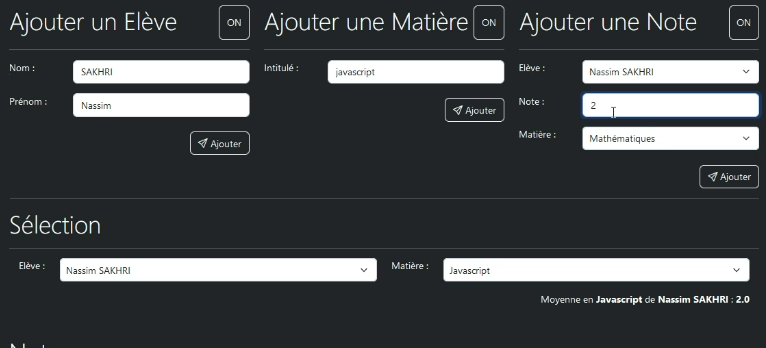 Ajouter un Elève
ON
Nom :
SAKHRI
Prénom :
Nassim
Ajouter
Ajouter une Matière
ON
Intitulé :
javascript
Ajouter
Ajouter une Note
ON
Elève :
Nassim SAKHRI
Note :
2
Matière :
Mathématiques
Ajouter
Sélection
Elève :
Nassim SAKHRI
Matière :
Javascript
Moyenne en Javascript de Nassim SAKHRI : 2.0